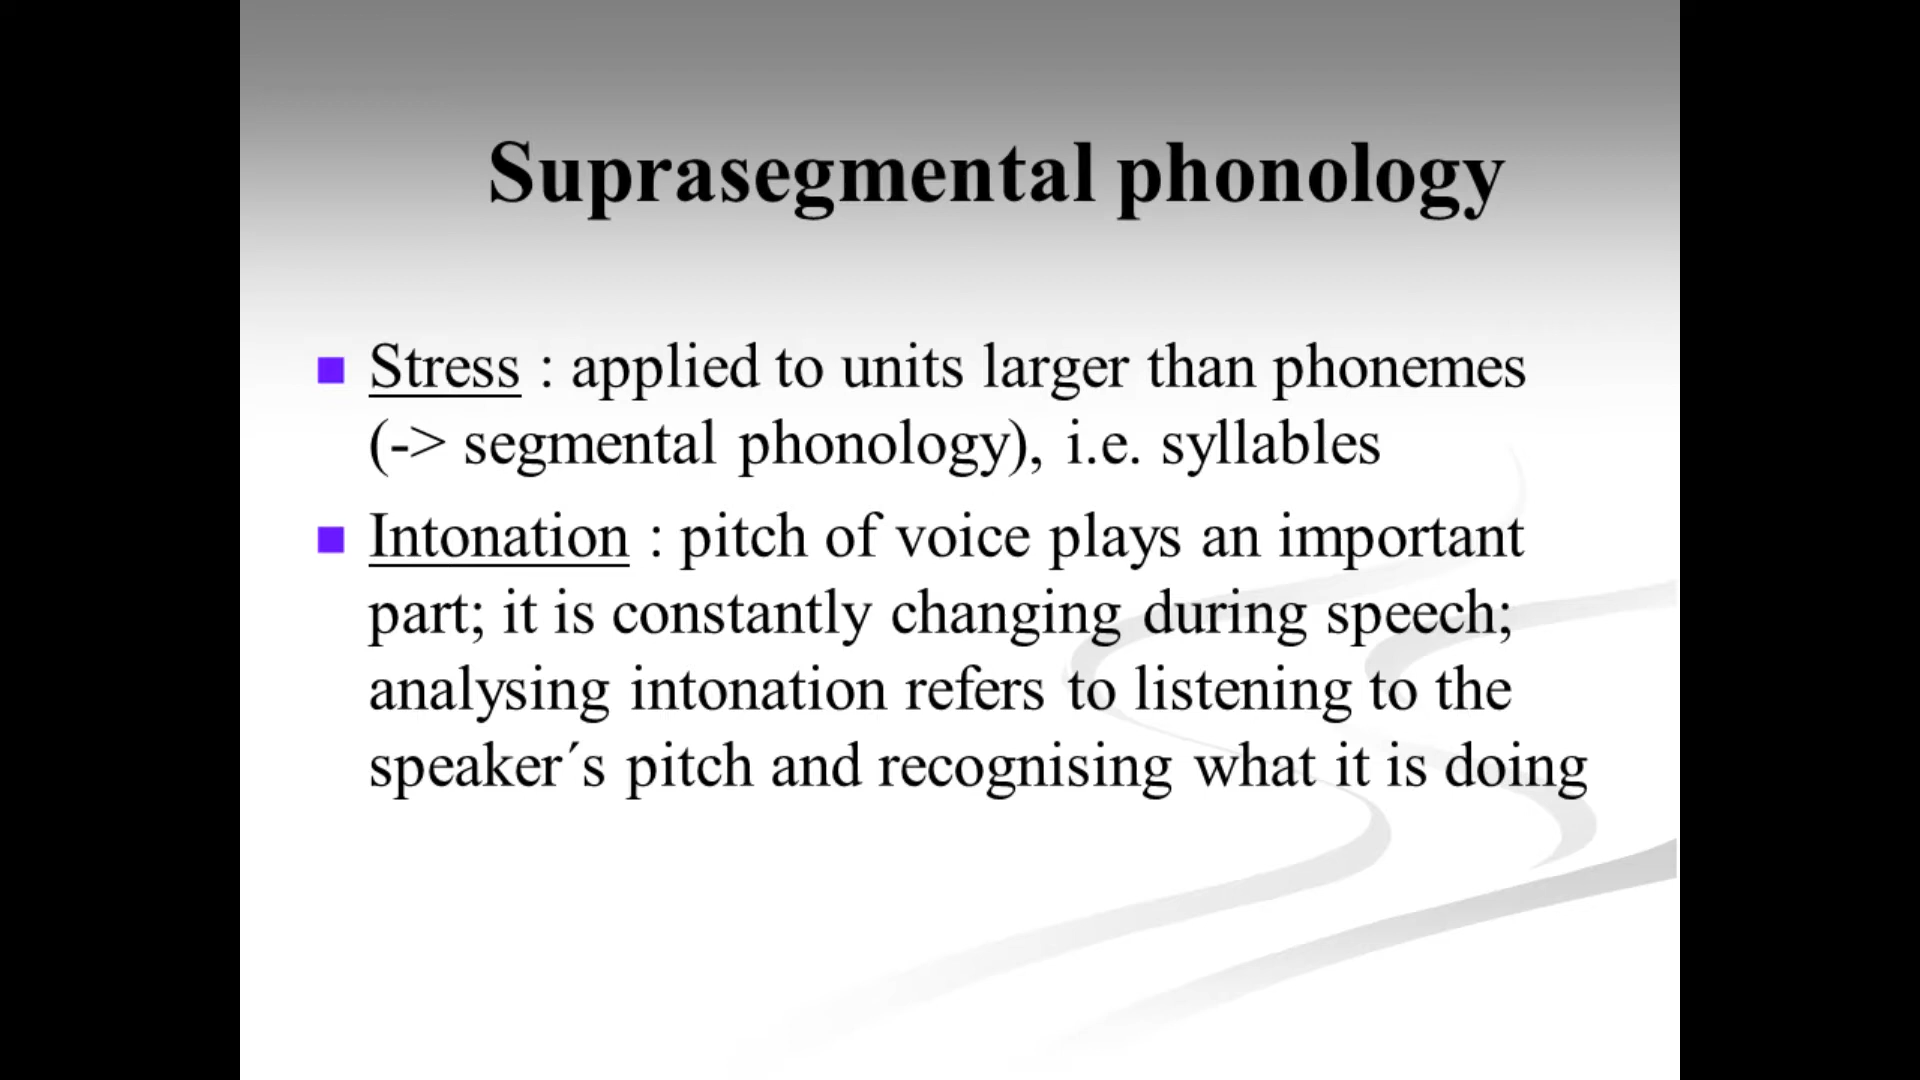 Suprasegmental phonology
Stress : applied to units larger than phonemes
(-> segmental phonology), i.e. syllables
Intonation : pitch of voice plays an important
part; it is constantly changing during speech;
analysing intonation refers to listening to the
speaker´s pitch and recognising what it is doing